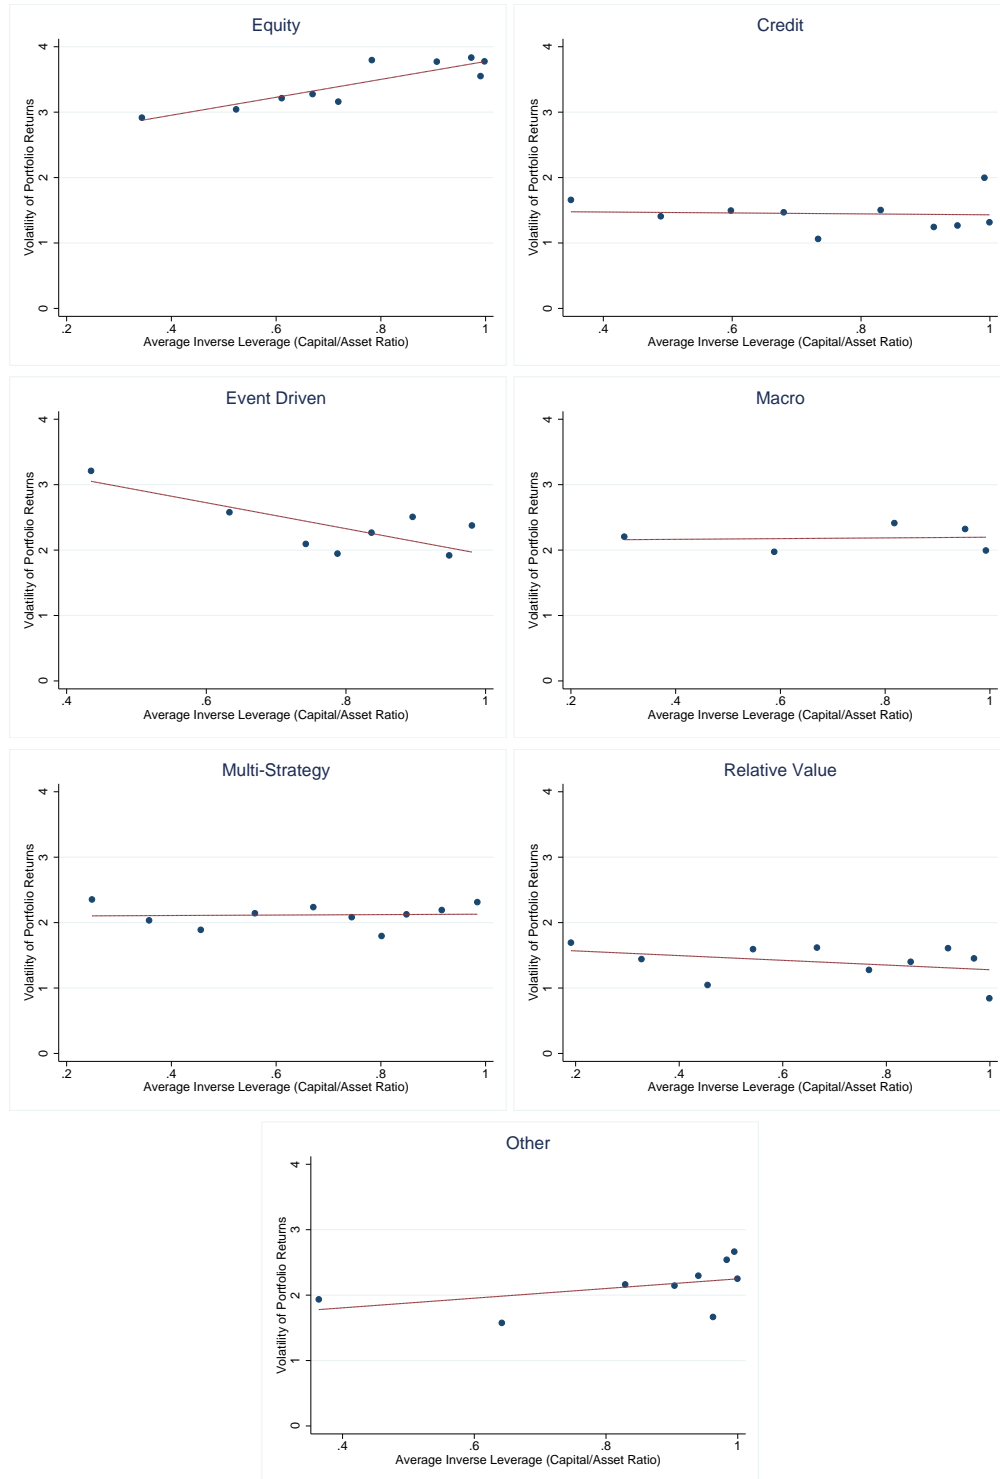 Equity
Volatility of Portfolio Returns
0 1 2 3 4
.2 .4 .6 .8 1
Average Inverse Leverage (Capital/Asset Ratio)
Credit
Volatility of Portfolio Returns
0 1 2 3 4
.4 .6 .8 1
Average Inverse Leverage (Capital/Asset Ratio)
Event Driven
Volatility of Portfolio Returns
0 1 2 3 4
.4 .6 .8 1
Average Inverse Leverage (Capital/Asset Ratio)
Macro
Volatility of Portfolio Returns
0 1 2 3 4
.2 .4 .6 .8 1
Average Inverse Leverage (Capital/Asset Ratio)
Multi-Strategy
Volatility of Portfolio Returns
0 1 2 3 4
.2 .4 .6 .8 1
Average Inverse Leverage (Capital/Asset Ratio)
Relative Value
Volatility of Portfolio Returns
0 1 2 3 4
.2 .4 .6 .8 1
Average Inverse Leverage (Capital/Asset Ratio)
Other
Volatility of Portfolio Returns
0 1 2 3 4
.4 .6 .8 1
Average Inverse Leverage (Capital/Asset Ratio)